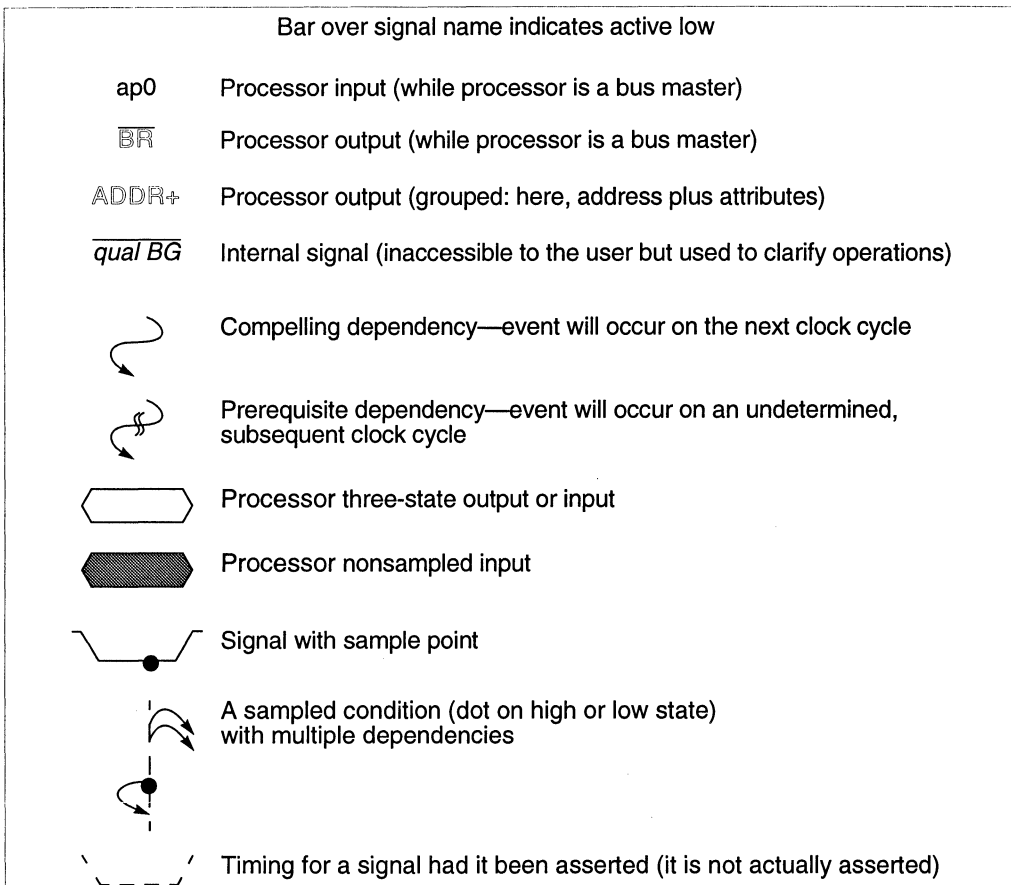 Bar over signal name indicates active low
ap0 Processor input (while processor is a bus master)
B̅R̅ Processor output (while processor is a bus master)
ADDR+ Processor output (grouped: here, address plus attributes)
q̅u̅a̅l̅ ̅B̅G̅ Internal signal (inaccessible to the user but used to clarify operations)
Compelling dependency—event will occur on the next clock cycle
Prerequisite dependency—event will occur on an undetermined,
subsequent clock cycle
Processor three-state output or input
Processor nonsampled input
Signal with sample point
A sampled condition (dot on high or low state)
with multiple dependencies
Timing for a signal had it been asserted (it is not actually asserted)